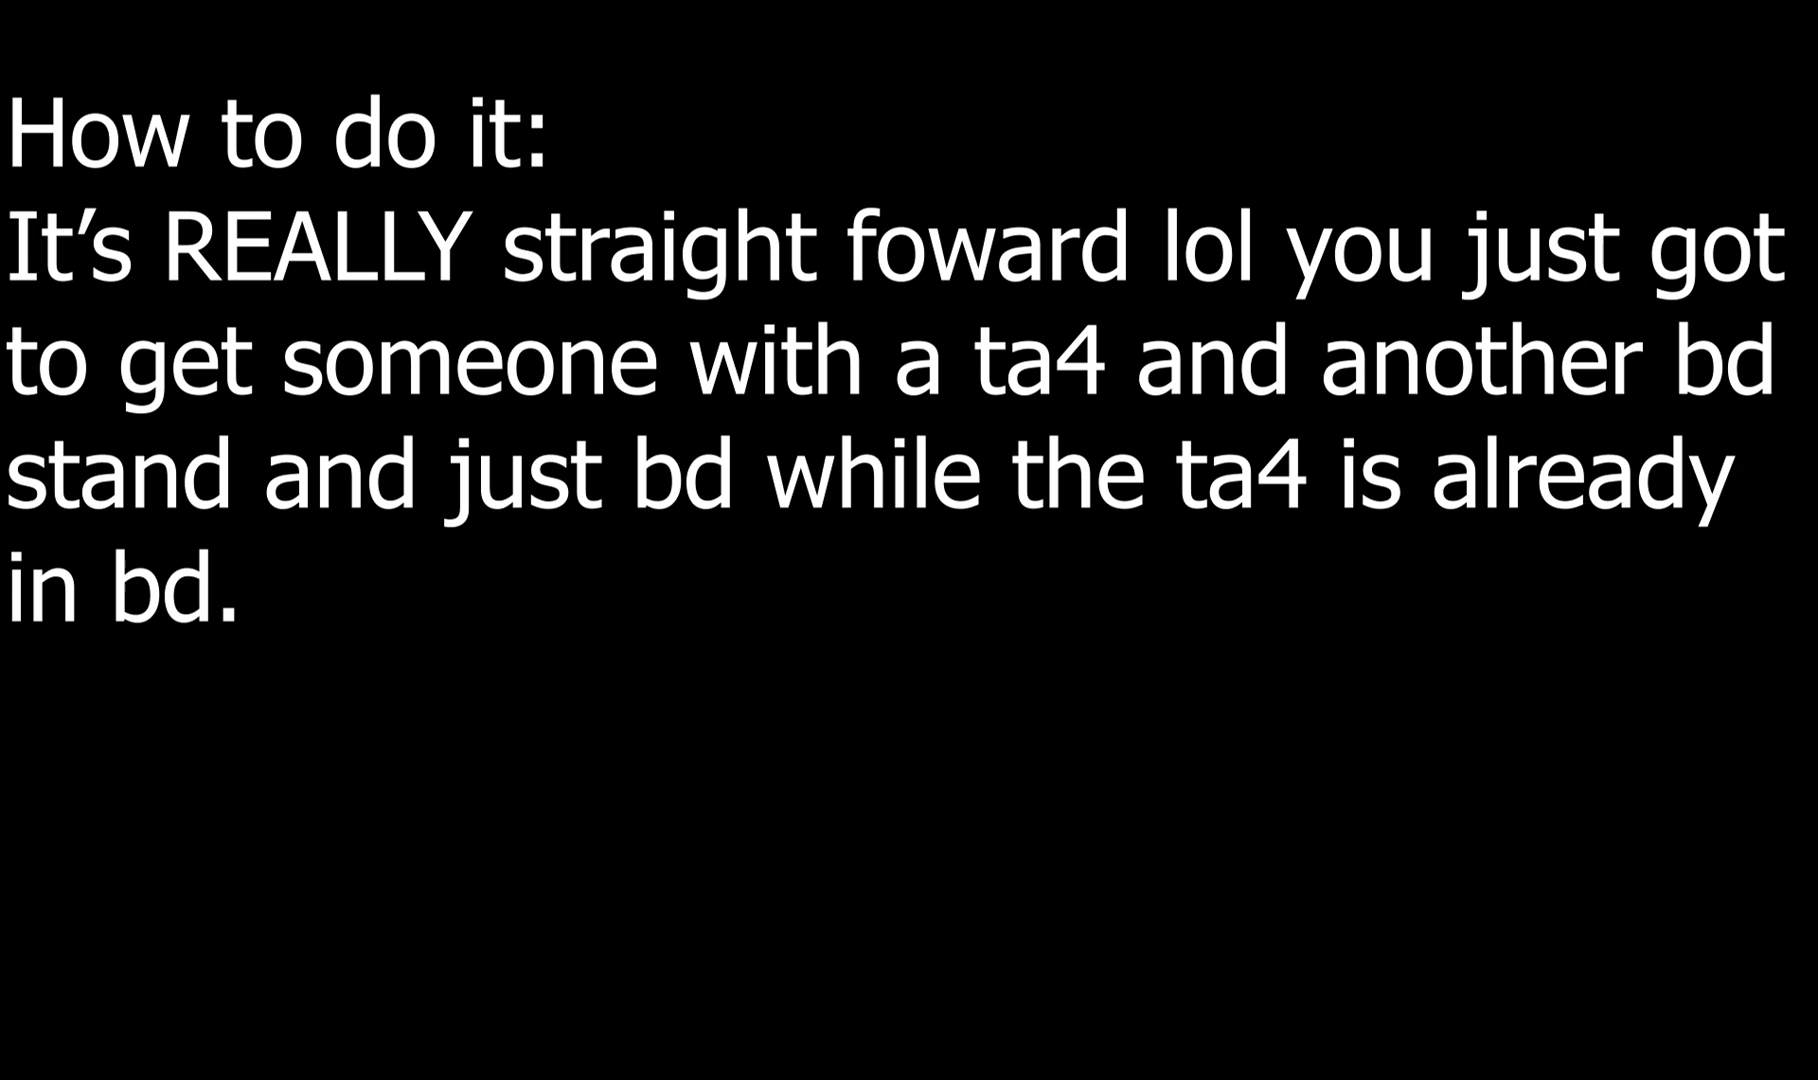 How to do it:
It’s REALLY straight foward lol you just got
to get someone with a ta4 and another bd
stand and just bd while the ta4 is already
in bd.